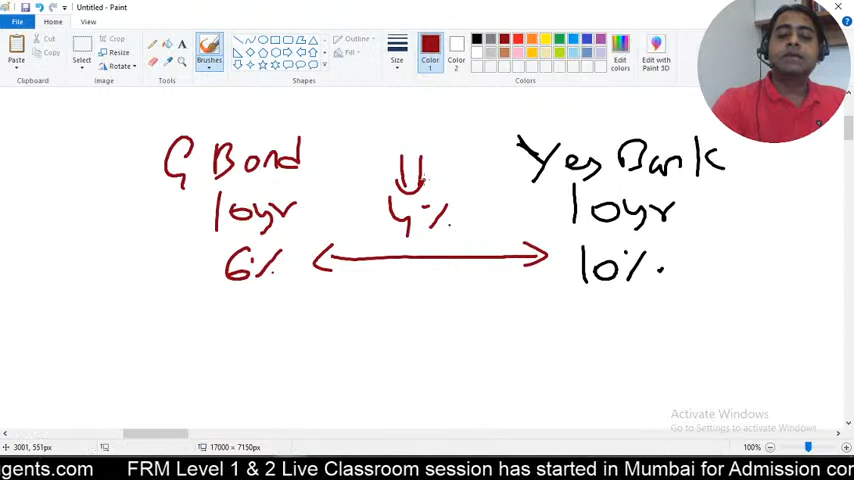 Untitled - Paint
File
Home
View
Paste
Cut
Copy
Clipboard
Select
Crop
Resize
Rotate
Image
Tools
Brushes
Shapes
Outline
Fill
Size
Color 1
Color 2
Colors
Edit colors
Edit with Paint 3D
G Bond
10yr
6%
4%
Yes Bank
10yr
10%.
Activate Windows
Go to Settings to activate Windows.
3001, 551px
17000 × 7150px
100%
gents.com
FRM Level 1 & 2 Live Classroom session has started in Mumbai for Admission con